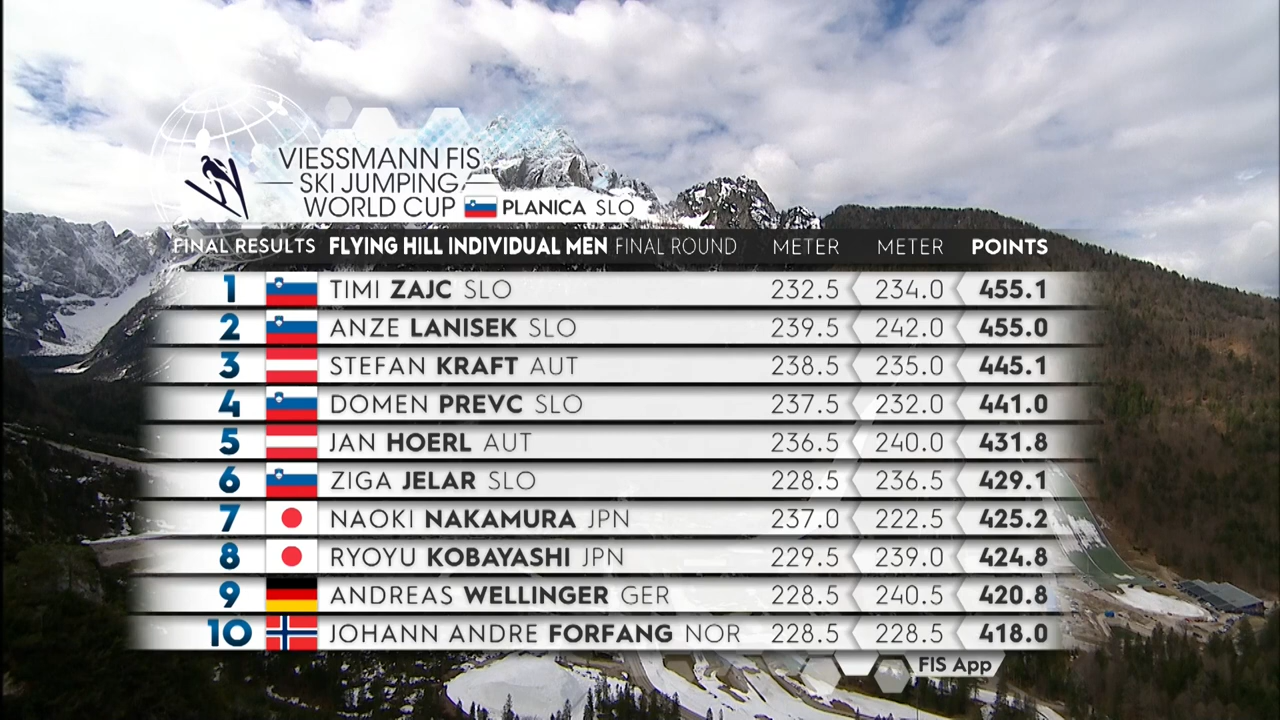 VIESSMANN FIS
SKI JUMPING
WORLD CUP PLANICA SLO
FINAL RESULTS FLYING HILL INDIVIDUAL MEN FINAL ROUND METER METER POINTS
1 TIMI ZAJC SLO 232.5 234.0 455.1
2 ANZE LANISEK SLO 239.5 242.0 455.0
3 STEFAN KRAFT AUT 238.5 235.0 445.1
4 DOMEN PREVC SLO 237.5 232.0 441.0
5 JAN HOERL AUT 236.5 240.0 431.8
6 ZIGA JELAR SLO 228.5 236.5 429.1
7 NAOKI NAKAMURA JPN 237.0 222.5 425.2
8 RYOYU KOBAYASHI JPN 229.5 239.0 424.8
9 ANDREAS WELLINGER GER 228.5 240.5 420.8
10 JOHANN ANDRE FORFANG NOR 228.5 228.5 418.0
FIS App